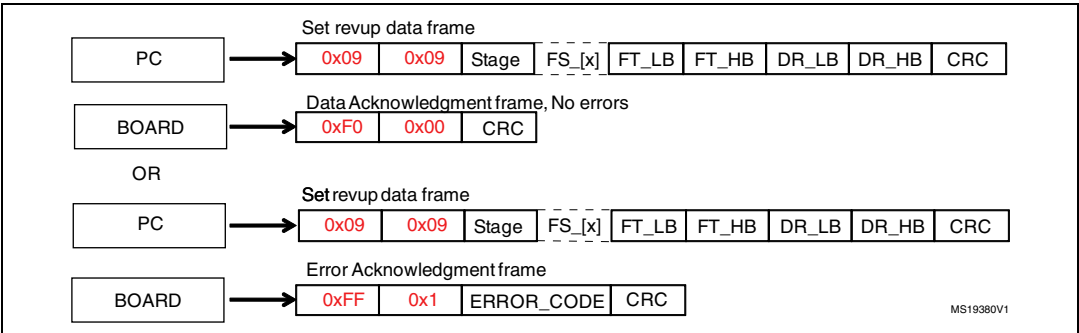 Set revup data frame
PC 0x09 0x09 Stage FS_[x] FT_LB FT_HB DR_LB DR_HB CRC
Data Acknowledgment frame, No errors
BOARD 0xF0 0x00 CRC
OR
Set revup data frame
PC 0x09 0x09 Stage FS_[x] FT_LB FT_HB DR_LB DR_HB CRC
Error Acknowledgment frame
BOARD 0xFF 0x1 ERROR_CODE CRC
MS19380V1